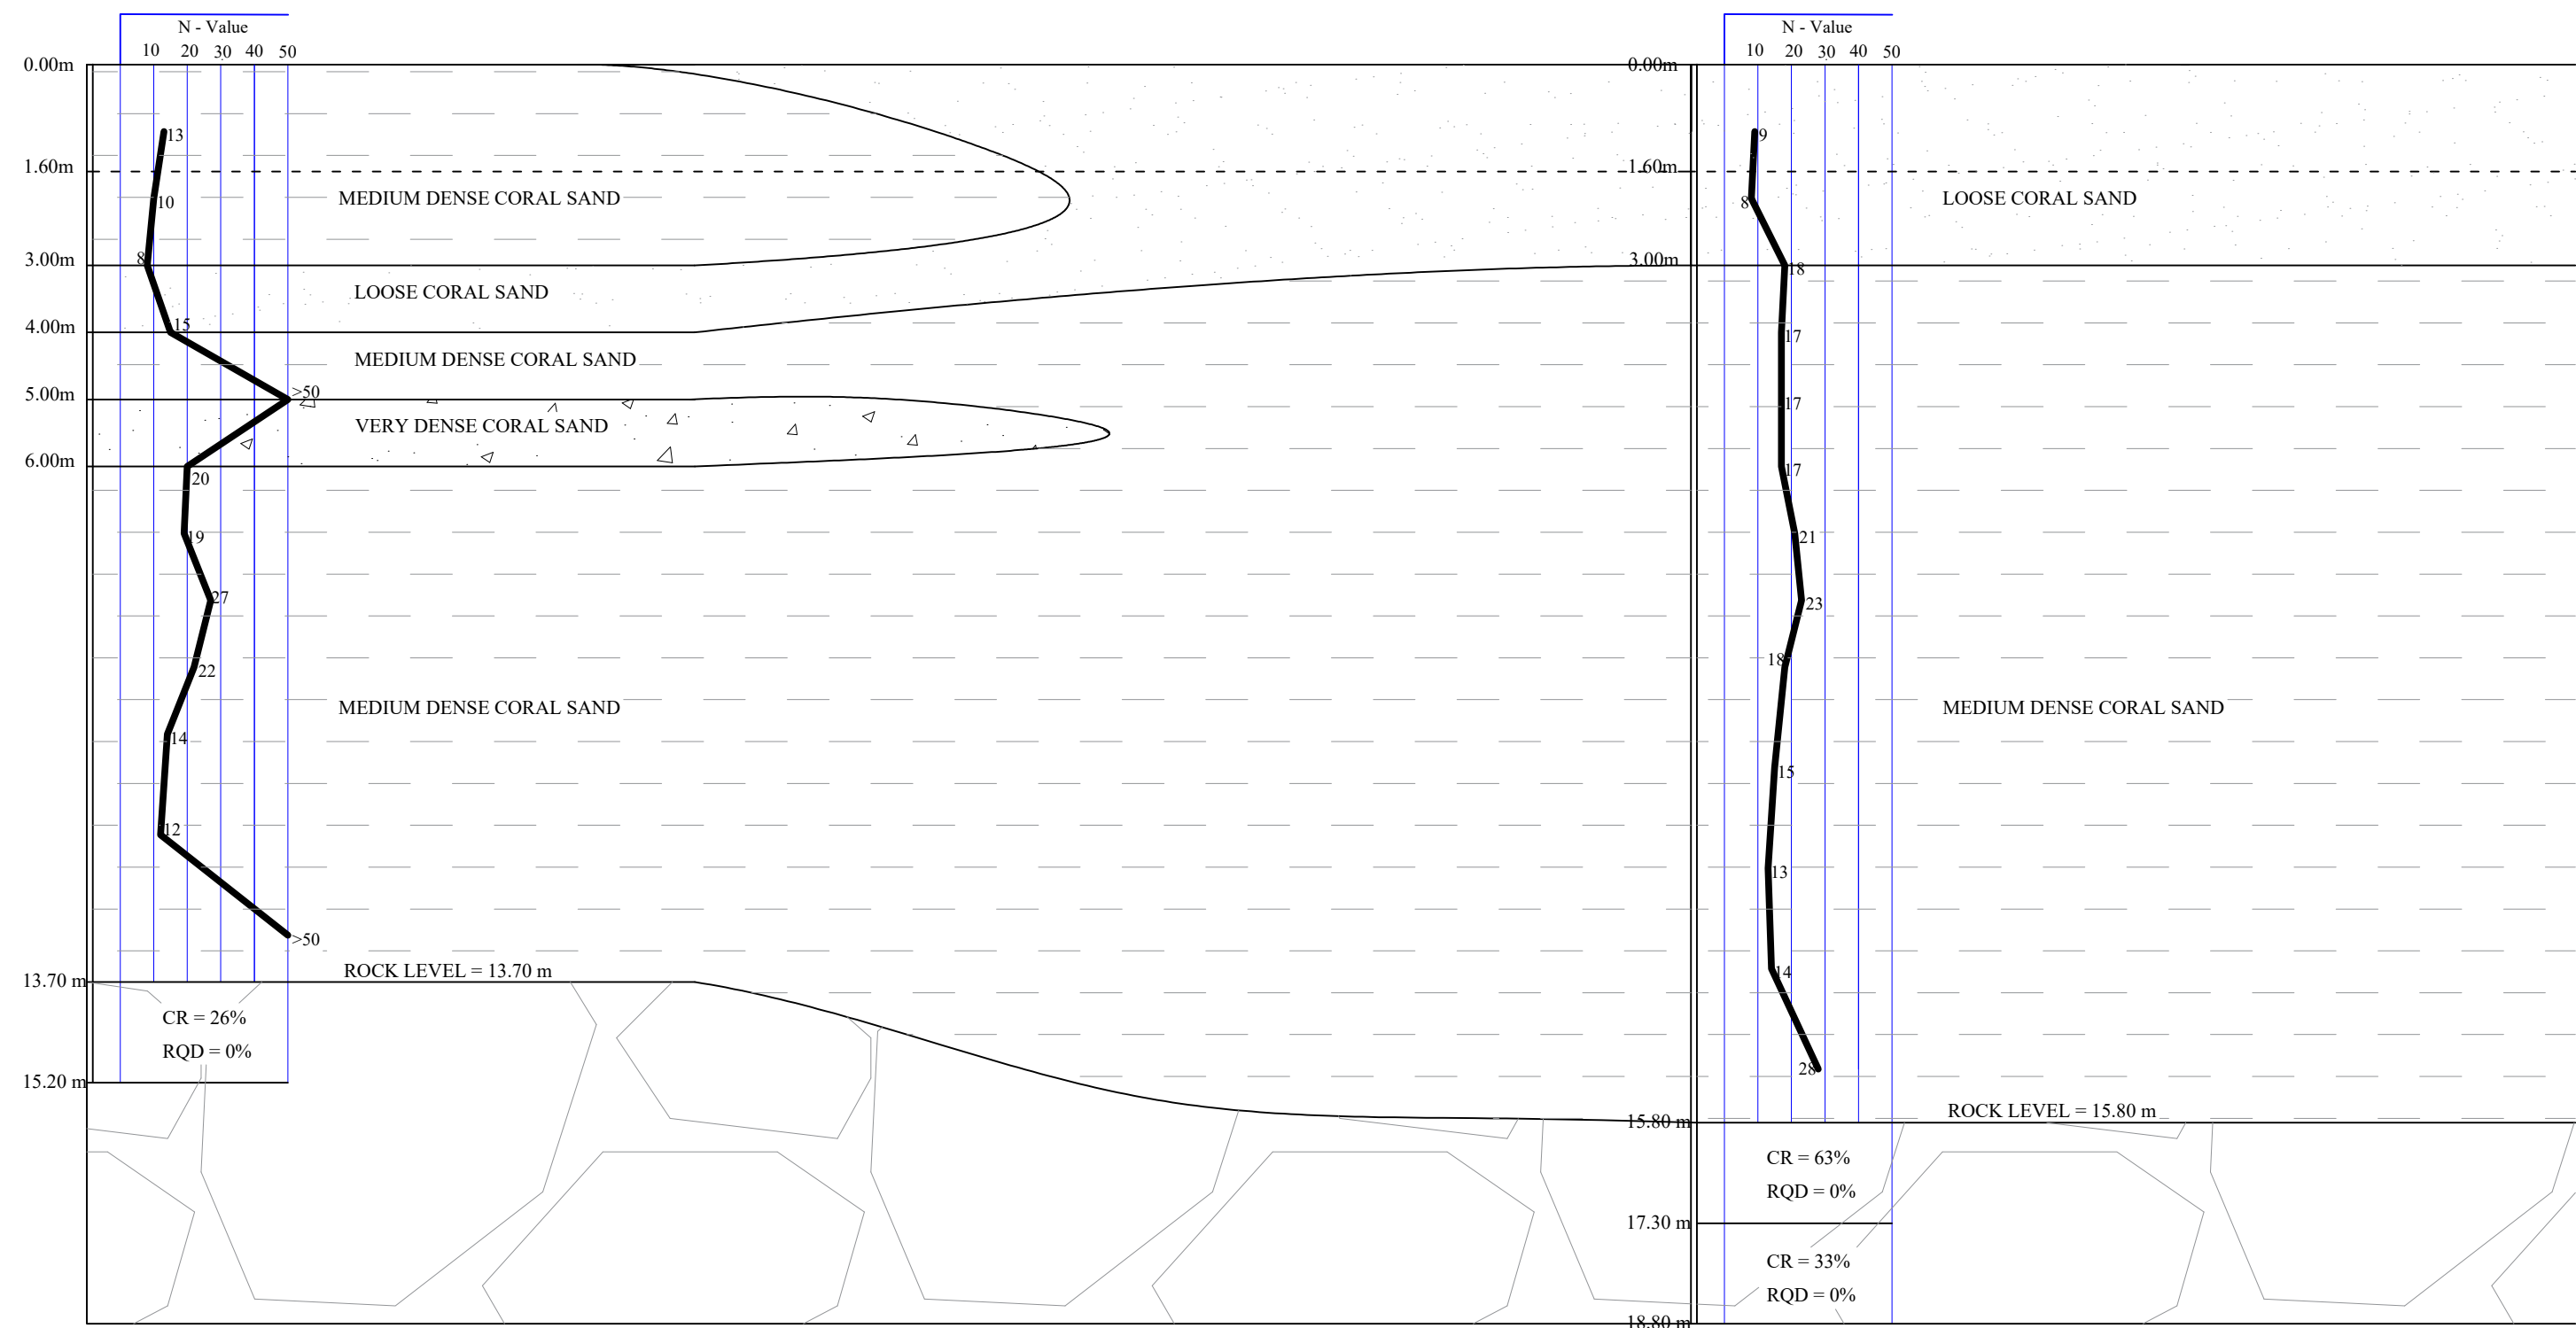 N - Value
10 20 30 40 50
0.00m
13
1.60m
10
MEDIUM DENSE CORAL SAND
3.00m
8
LOOSE CORAL SAND
4.00m
15
MEDIUM DENSE CORAL SAND
5.00m
>50
VERY DENSE CORAL SAND
6.00m
20
19
27
22
MEDIUM DENSE CORAL SAND
14
12
>50
13.70 m
ROCK LEVEL = 13.70 m
CR = 26%
RQD = 0%
15.20 m
N - Value
10 20 30 40 50
0.00m
9
1.60m
8
LOOSE CORAL SAND
3.00m
18
17
17
17
21
23
18
MEDIUM DENSE CORAL SAND
15
13
14
28
ROCK LEVEL = 15.80 m
15.80 m
CR = 63%
RQD = 0%
17.30 m
CR = 33%
RQD = 0%
18.80 m